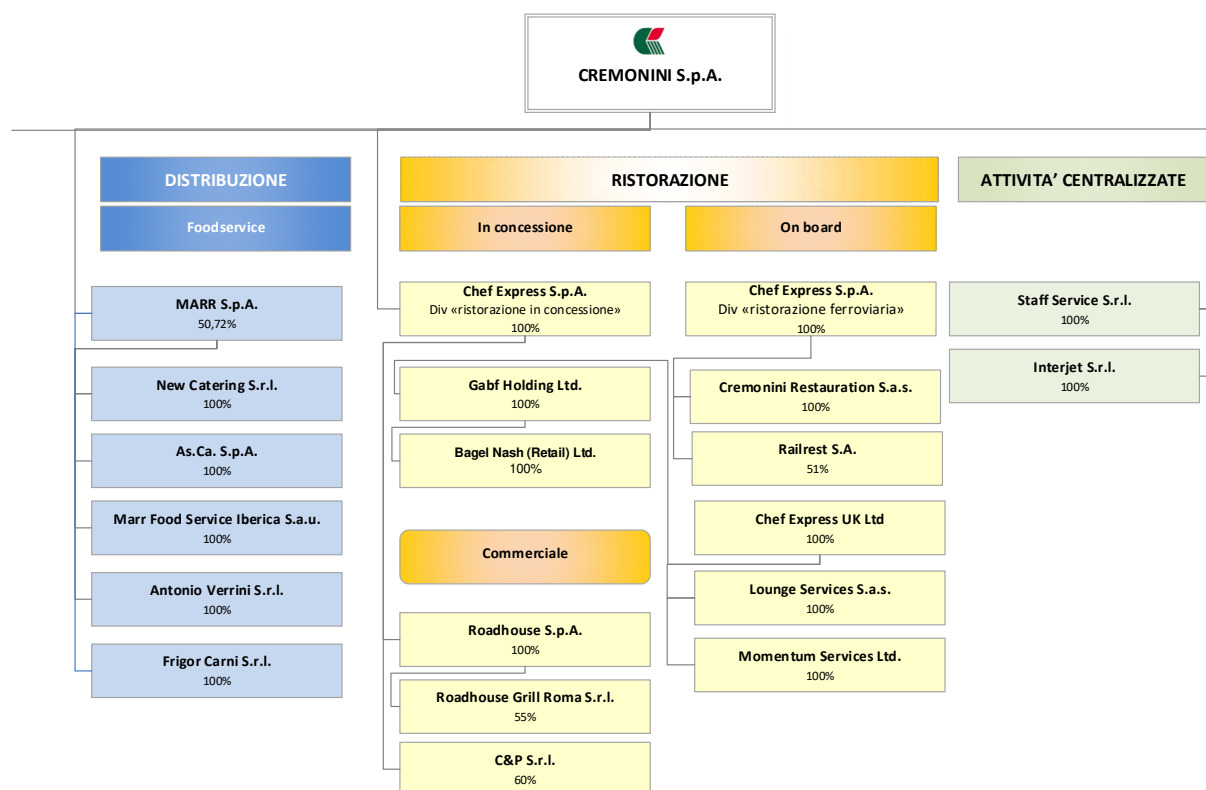 CREMONINI S.p.A.
DISTRIBUZIONE
Foodservice
MARR S.p.A.
50,72%
New Catering S.r.l.
100%
As.Ca. S.p.A.
100%
Marr Food Service Iberica S.a.u.
100%
Antonio Verrini S.r.l.
100%
Frigor Carni S.r.l.
100%
RISTORAZIONE
In concessione
Chef Express S.p.A.
Div «ristorazione in concessione»
100%
Gabf Holding Ltd.
100%
Bagel Nash (Retail) Ltd.
100%
Commerciale
Roadhouse S.p.A.
100%
Roadhouse Grill Roma S.r.l.
55%
C&P S.r.l.
60%
On board
Chef Express S.p.A.
Div «ristorazione ferroviaria»
100%
Cremonini Restauration S.a.s.
100%
Railrest S.A.
51%
Chef Express UK Ltd
100%
Lounge Services S.a.s.
100%
Momentum Services Ltd.
100%
ATTIVITA’ CENTRALIZZATE
Staff Service S.r.l.
100%
Interjet S.r.l.
100%